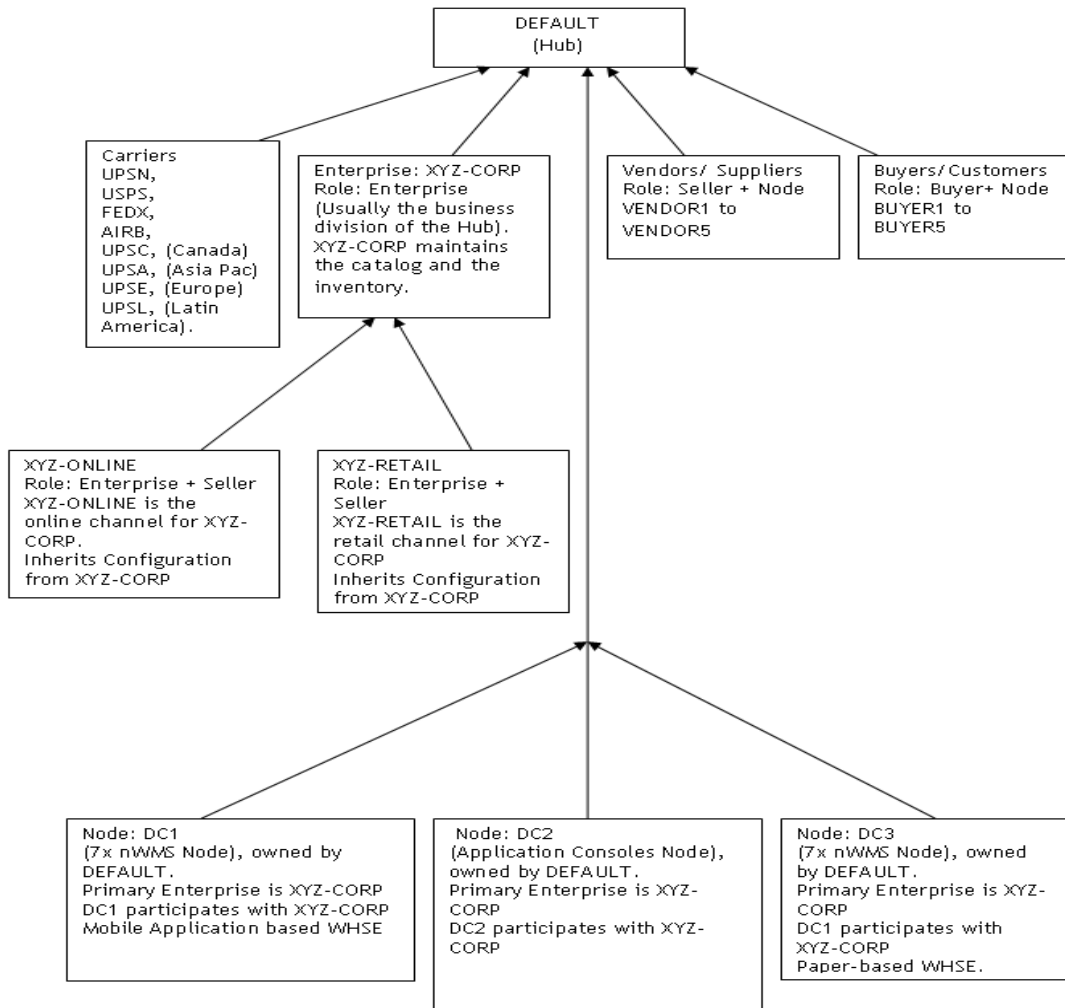 DEFAULT
(Hub)
Carriers
UPSN,
USPS,
FEDX,
AIRB,
UPSC, (Canada)
UPSA, (Asia Pac)
UPSE, (Europe)
UPSL, (Latin
America).
Enterprise: XYZ-CORP
Role: Enterprise
(Usually the business
division of the Hub).
XYZ-CORP maintains
the catalog and the
inventory.
Vendors/ Suppliers
Role: Seller + Node
VENDOR1 to
VENDOR5
Buyers/Customers
Role: Buyer+ Node
BUYER1 to
BUYER5
XYZ-ONLINE
Role: Enterprise + Seller
XYZ-ONLINE is the
online channel for XYZ-
CORP.
Inherits Configuration
from XYZ-CORP
XYZ-RETAIL
Role: Enterprise +
Seller
XYZ-RETAIL is the
retail channel for XYZ-
CORP
Inherits Configuration
from XYZ-CORP
Node: DC1
(7x nWMS Node), owned by
DEFAULT.
Primary Enterprise is XYZ-CORP
DC1 participates with XYZ-CORP
Mobile Application based WHSE
Node: DC2
(Application Consoles Node),
owned by DEFAULT.
Primary Enterprise is XYZ-
CORP
DC2 participates with XYZ-
CORP
Node: DC3
(7x nWMS Node), owned
by DEFAULT.
Primary Enterprise is XYZ-
CORP
DC1 participates with
XYZ-CORP
Paper-based WHSE.